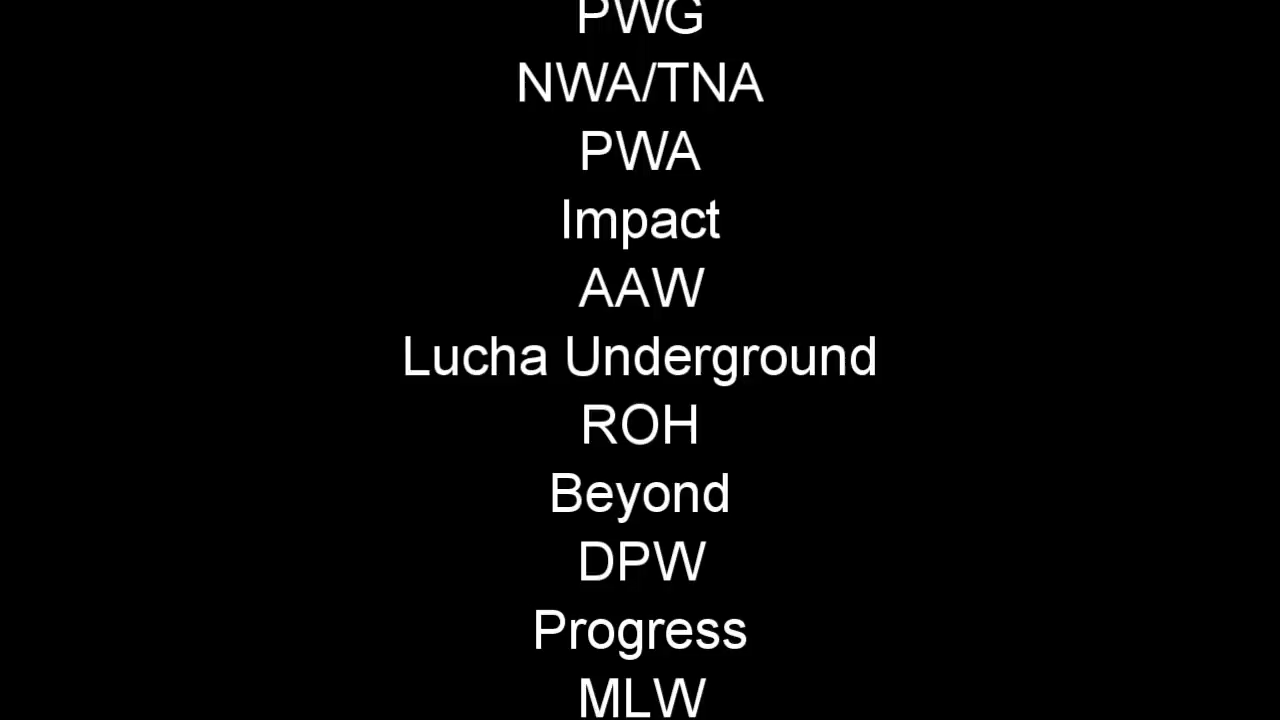 PWG
NWA/TNA
PWA
Impact
AAW
Lucha Underground
ROH
Beyond
DPW
Progress
MLW